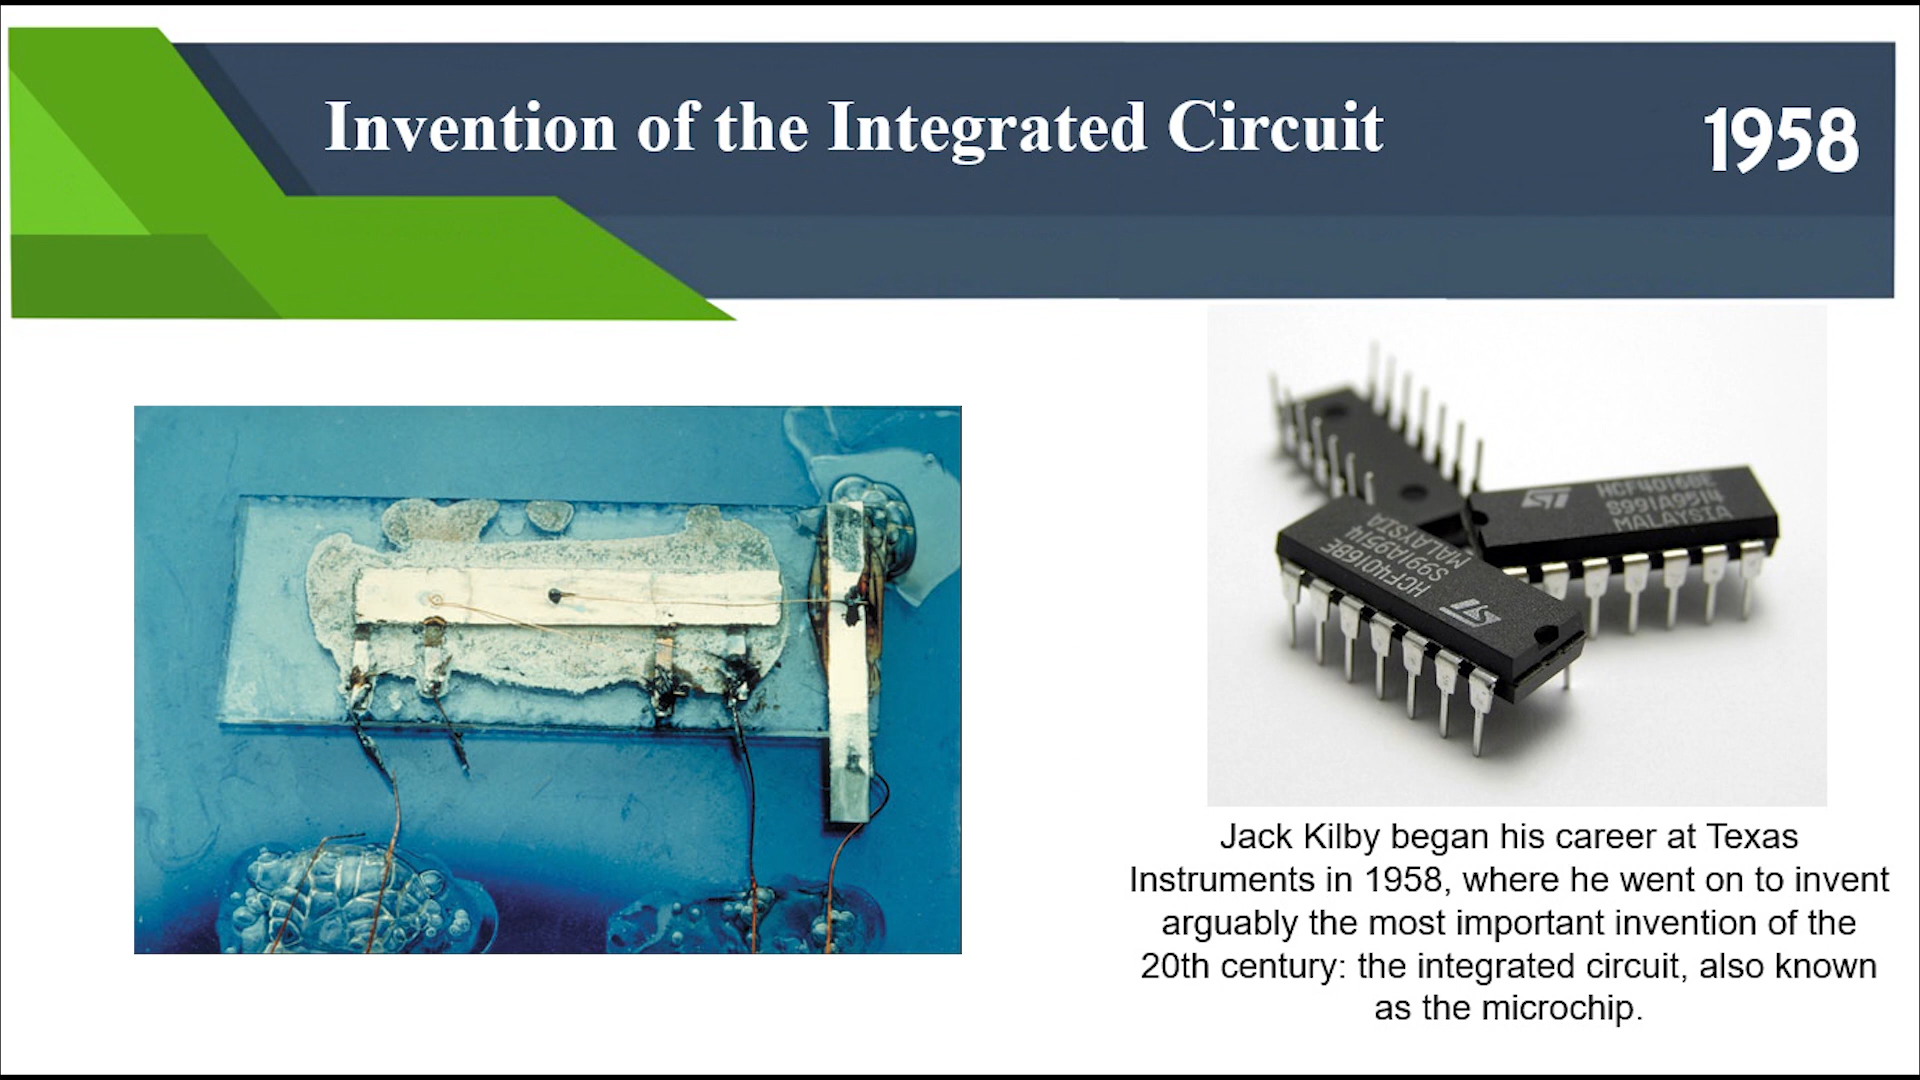 Invention of the Integrated Circuit
1958
HCF4016BE
S991A9514
MALAYSIA
HCF4016BE
S991A9514
MALAYSIA
Jack Kilby began his career at Texas
Instruments in 1958, where he went on to invent
arguably the most important invention of the
20th century: the integrated circuit, also known
as the microchip.